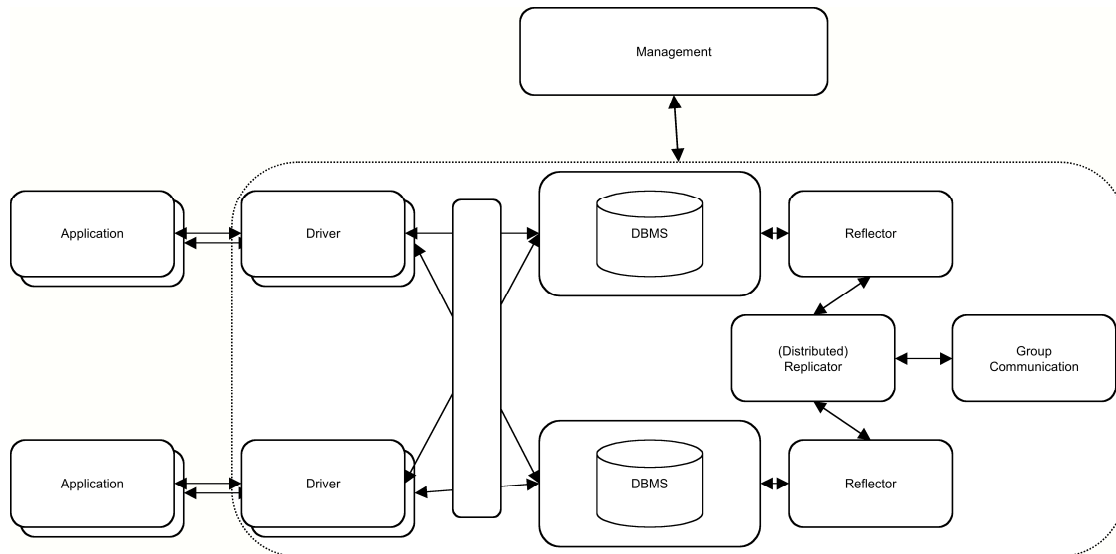 Management
Application
Driver
DBMS
Reflector
(Distributed)
Replicator
Group
Communication
Application
Driver
DBMS
Reflector